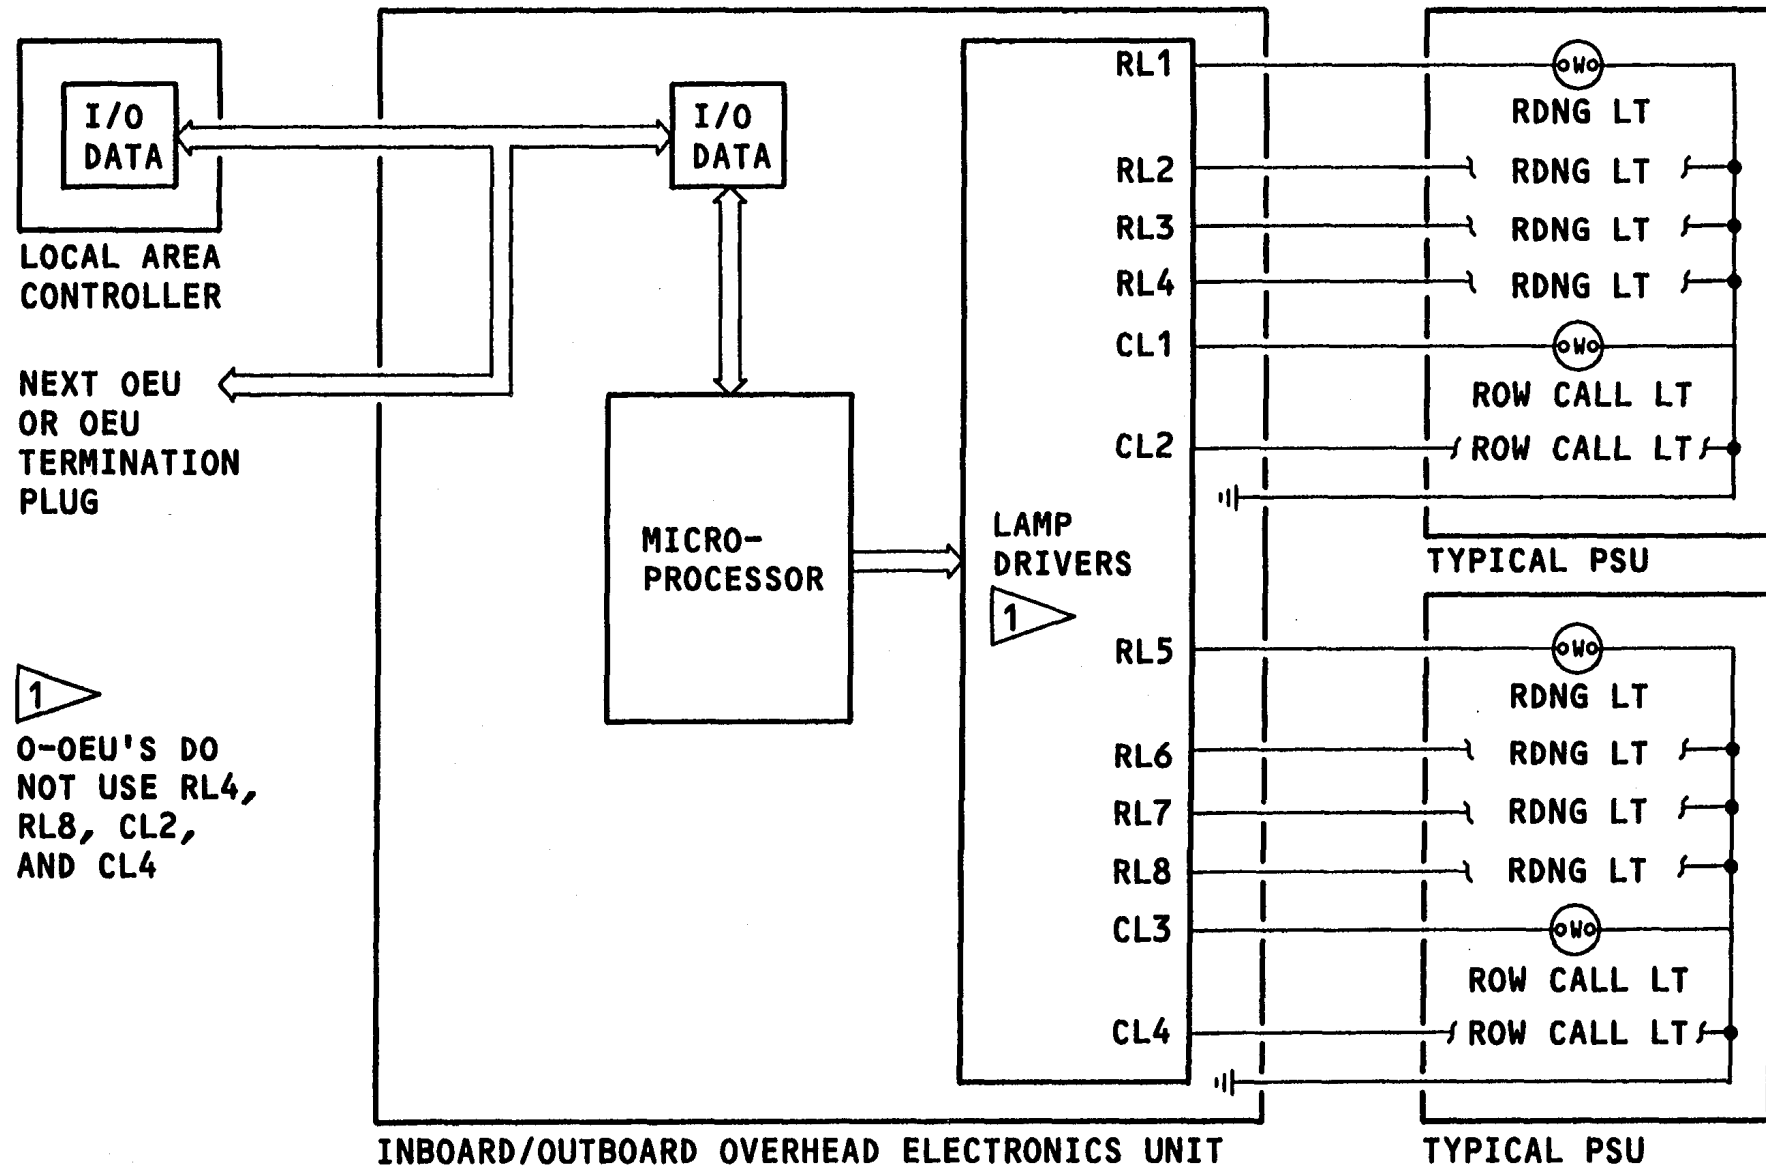 I/O
DATA
LOCAL AREA
CONTROLLER
NEXT OEU
OR OEU
TERMINATION
PLUG
1
O-OEU'S DO
NOT USE RL4,
RL8, CL2,
AND CL4
I/O
DATA
MICRO-
PROCESSOR
LAMP
DRIVERS
1
RL1
RL2
RL3
RL4
CL1
CL2
RL5
RL6
RL7
RL8
CL3
CL4
INBOARD/OUTBOARD OVERHEAD ELECTRONICS UNIT
W
RDNG LT
RDNG LT
RDNG LT
RDNG LT
W
ROW CALL LT
ROW CALL LT
TYPICAL PSU
W
RDNG LT
RDNG LT
RDNG LT
RDNG LT
W
ROW CALL LT
ROW CALL LT
TYPICAL PSU